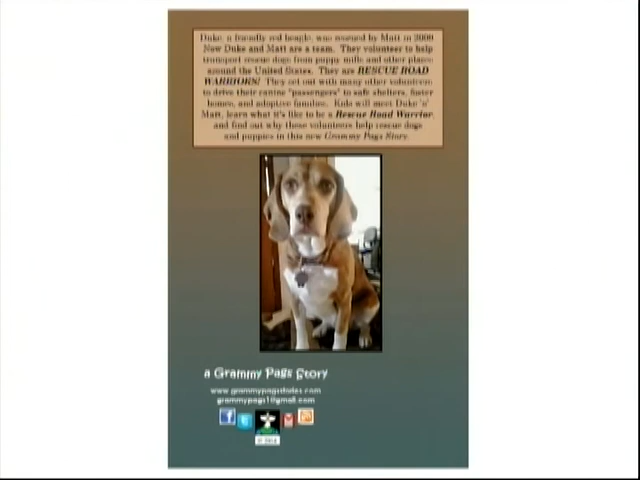 Duke, a friendly red beagle, was rescued by Matt in 2009
Now Duke and Matt are a team. They volunteer to help
transport rescue dogs from puppy mills and other places
around the United States. They are RESCUE ROAD
WARRIORS! They set out with many other volunteers
to drive their canine "passengers" to safe shelters, foster
homes, and adoptive families. Kids will meet Duke 'n'
Matt, learn what it's like to be a Rescue Road Warrior,
and find out why these volunteers help rescue dogs
and puppies in this new Grammy Pags Story.
a Grammy Pags Story
www.grammypagsstories.com
grammypags1@gmail.com